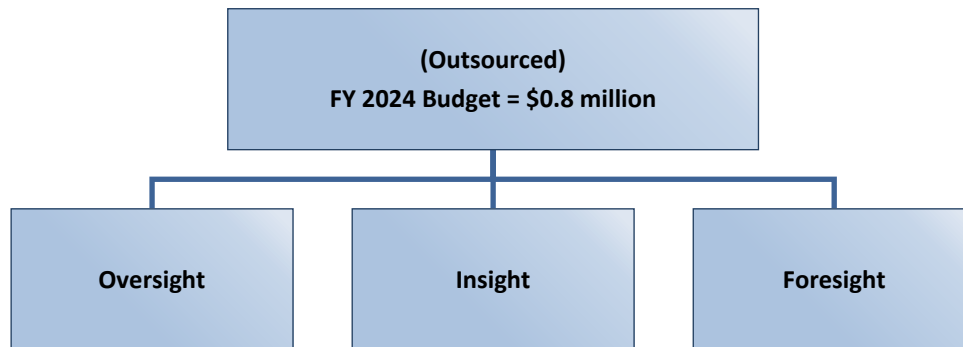 (Outsourced)
FY 2024 Budget = $0.8 million
Oversight
Insight
Foresight